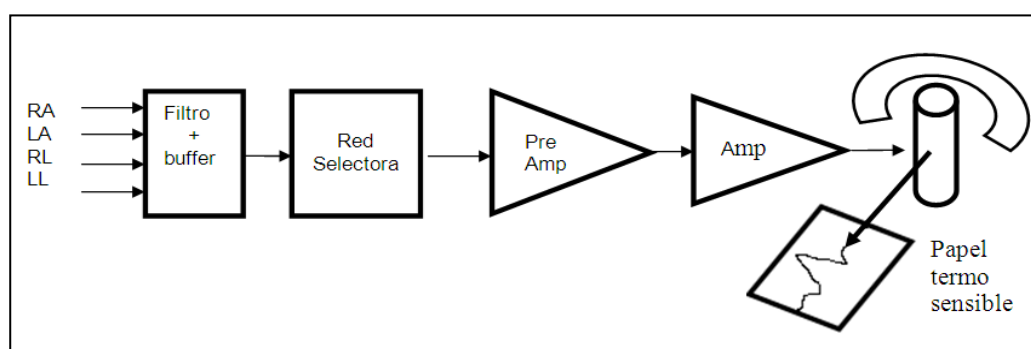 RA
LA
RL
LL
Filtro
+
buffer
Red
Selectora
Pre
Amp
Amp
Papel
termo
sensible